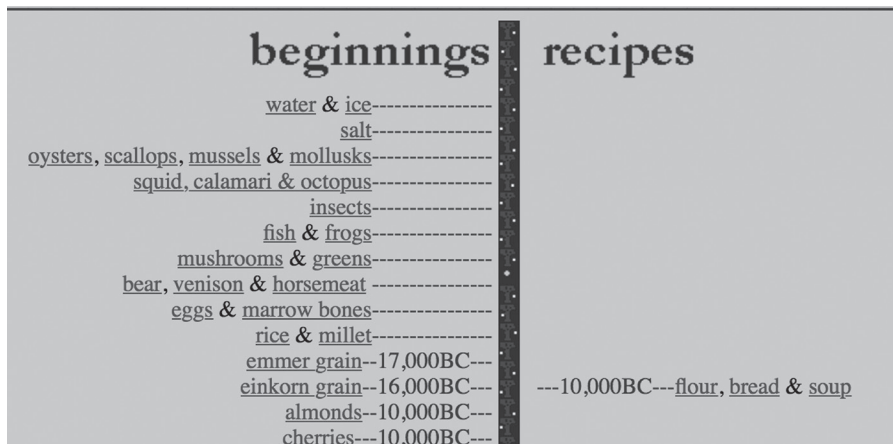 beginnings recipes
water & ice----------------
salt----------------
oysters, scallops, mussels & mollusks----------------
squid, calamari & octopus----------------
insects----------------
fish & frogs----------------
mushrooms & greens----------------
bear, venison & horsemeat ----------------
eggs & marrow bones----------------
rice & millet----------------
emmer grain--17,000BC---
einkorn grain--16,000BC--- ---10,000BC---flour, bread & soup
almonds--10,000BC---
cherries---10,000BC---